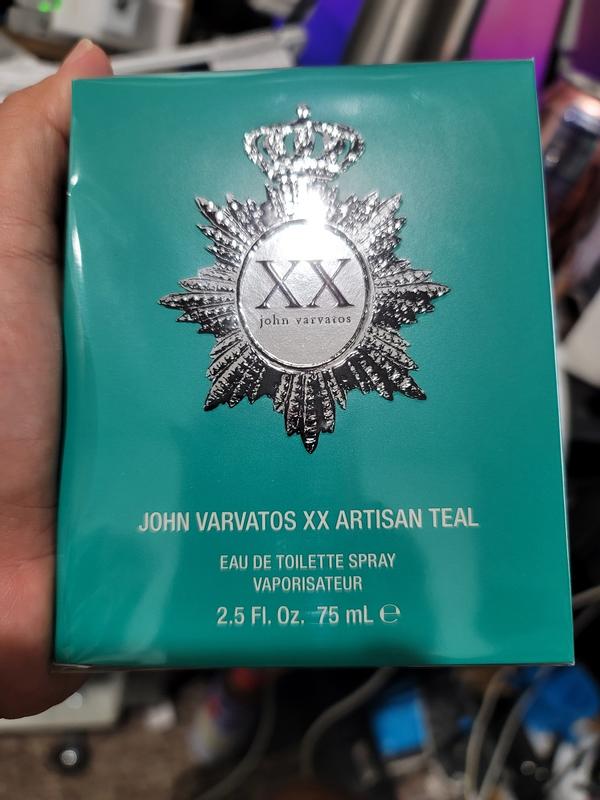 XX
john varvatos
JOHN VARVATOS XX ARTISAN TEAL
EAU DE TOILETTE SPRAY
VAPORISATEUR
2.5 Fl. Oz. 75 mL ℮